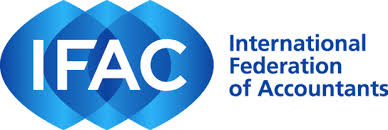 IFAC
International
Federation
of Accountants